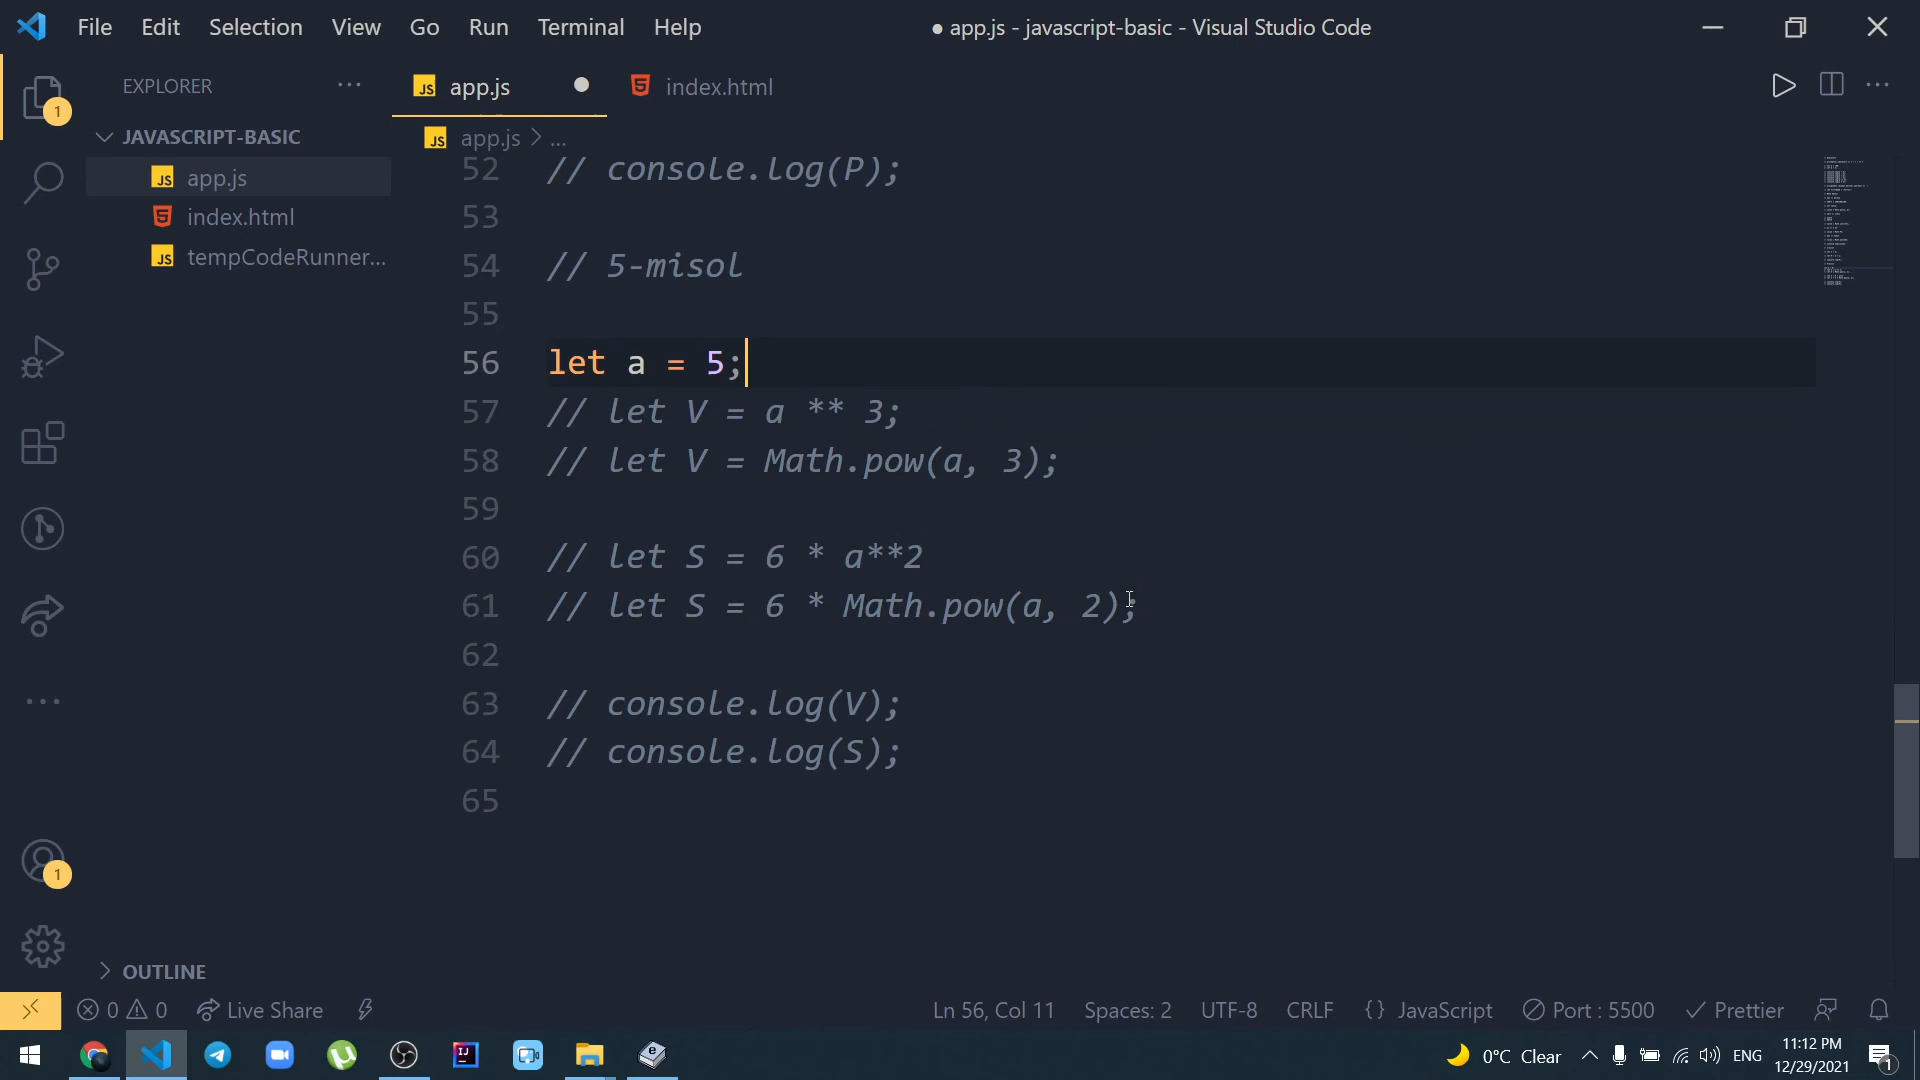 File Edit Selection View Go Run Terminal Help
● app.js - javascript-basic - Visual Studio Code
EXPLORER ...
JS app.js ●
index.html
1
JAVASCRIPT-BASIC
JS app.js > ...
JS app.js
index.html
JS tempCodeRunner...
52 // console.log(P);
53
54 // 5-misol
55
56 let a = 5;
57 // let V = a ** 3;
58 // let V = Math.pow(a, 3);
59
60 // let S = 6 * a**2
61 // let S = 6 * Math.pow(a, 2);
62
63 // console.log(V);
64 // console.log(S);
65
1
OUTLINE
0 0 Live Share
Ln 56, Col 11 Spaces: 2 UTF-8 CRLF {} JavaScript Port : 5500 Prettier
0°C Clear ENG 11:12 PM
12/29/2021 1